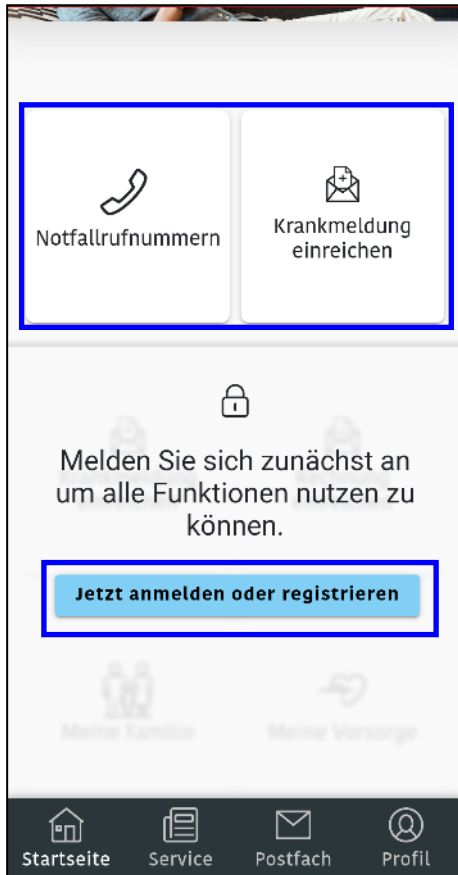 Notfallrufnummern
Krankmeldung
einreichen
Melden Sie sich zunächst an
um alle Funktionen nutzen zu
können.
Jetzt anmelden oder registrieren
Meine Familie
Meine Vorsorge
Startseite
Service
Postfach
Profil